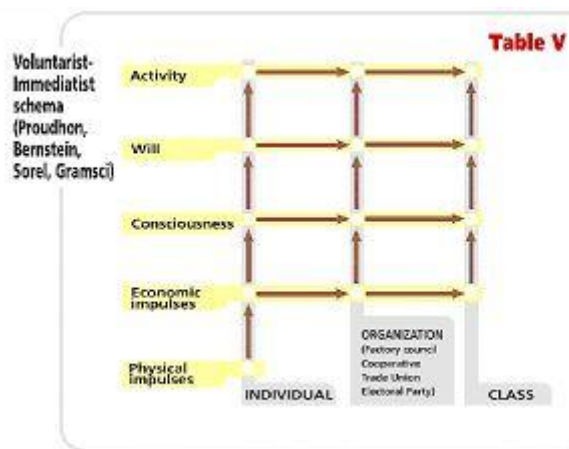 Table V
Voluntarist-
Immediatist
schema
(Proudhon,
Bernstein,
Sorel, Gramsci)
Activity
Will
Consciousness
Economic
impulses
Physical
impulses
INDIVIDUAL
ORGANIZATION
(Factory council
Cooperative
Trade Union
Electoral Party)
CLASS